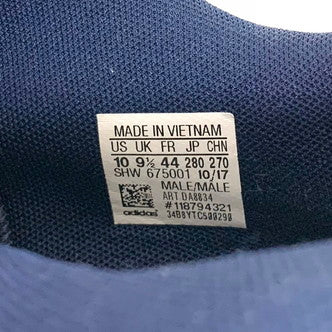 MADE IN VIETNAM
US UK FR JP CHN
10 9½ 44 280 270
SHW 675001 10/17
MALE/MALE
ART DA8834
#118794321
adidas 34B8YTC500290